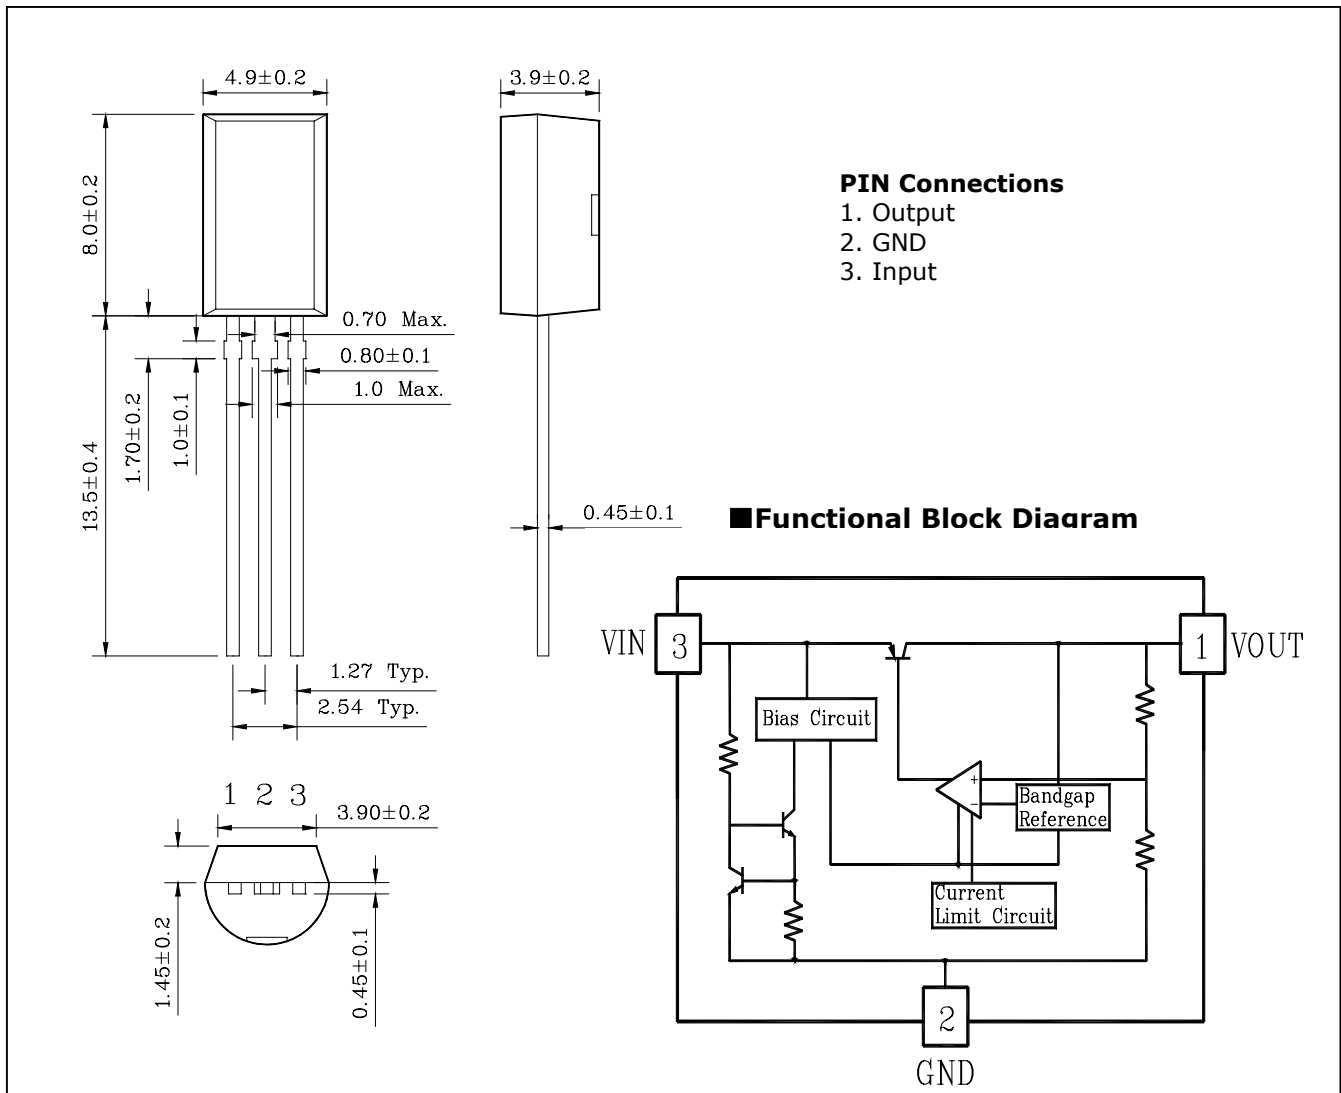 4.9±0.2
3.9±0.2
8.0±0.2
PIN Connections
1. Output
2. GND
3. Input
0.70 Max.
0.80±0.1
1.0 Max.
1.70±0.2
1.0±0.1
13.5±0.4
0.45±0.1
■Functional Block Diagram
1.27 Typ.
2.54 Typ.
1 2 3
3.90±0.2
1.45±0.2
0.45±0.1
VIN
3
1
VOUT
Bias Circuit
+
−
Bandgap
Reference
Current
Limit Circuit
2
GND